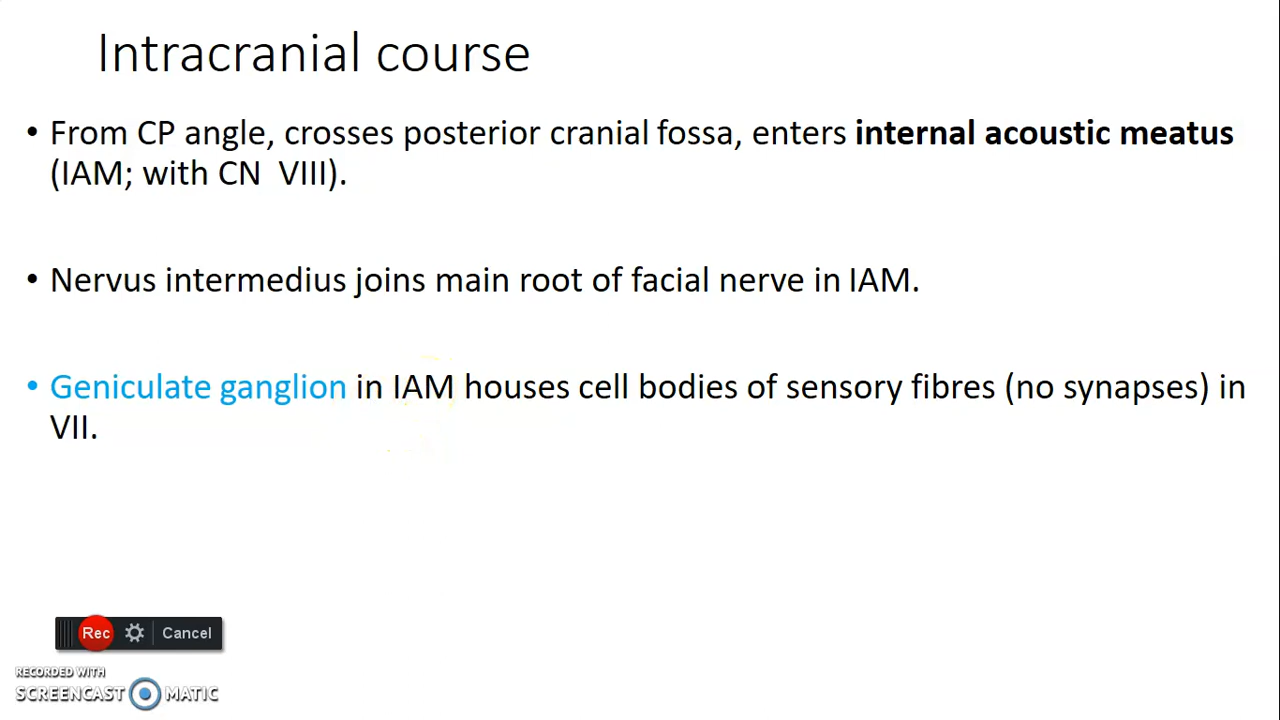 Intracranial course
• From CP angle, crosses posterior cranial fossa, enters internal acoustic meatus
(IAM; with CN VIII).
• Nervus intermedius joins main root of facial nerve in IAM.
• Geniculate ganglion in IAM houses cell bodies of sensory fibres (no synapses) in
VII.
Rec Cancel
RECORDED WITH
SCREENCAST MATIC